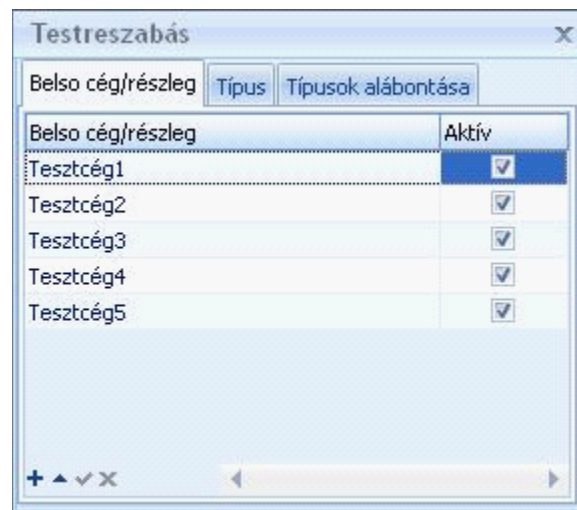 Testreszabás
Belso cég/részleg Típus Típusok alábontása
Belso cég/részleg Aktív
Tesztcég1
Tesztcég2
Tesztcég3
Tesztcég4
Tesztcég5